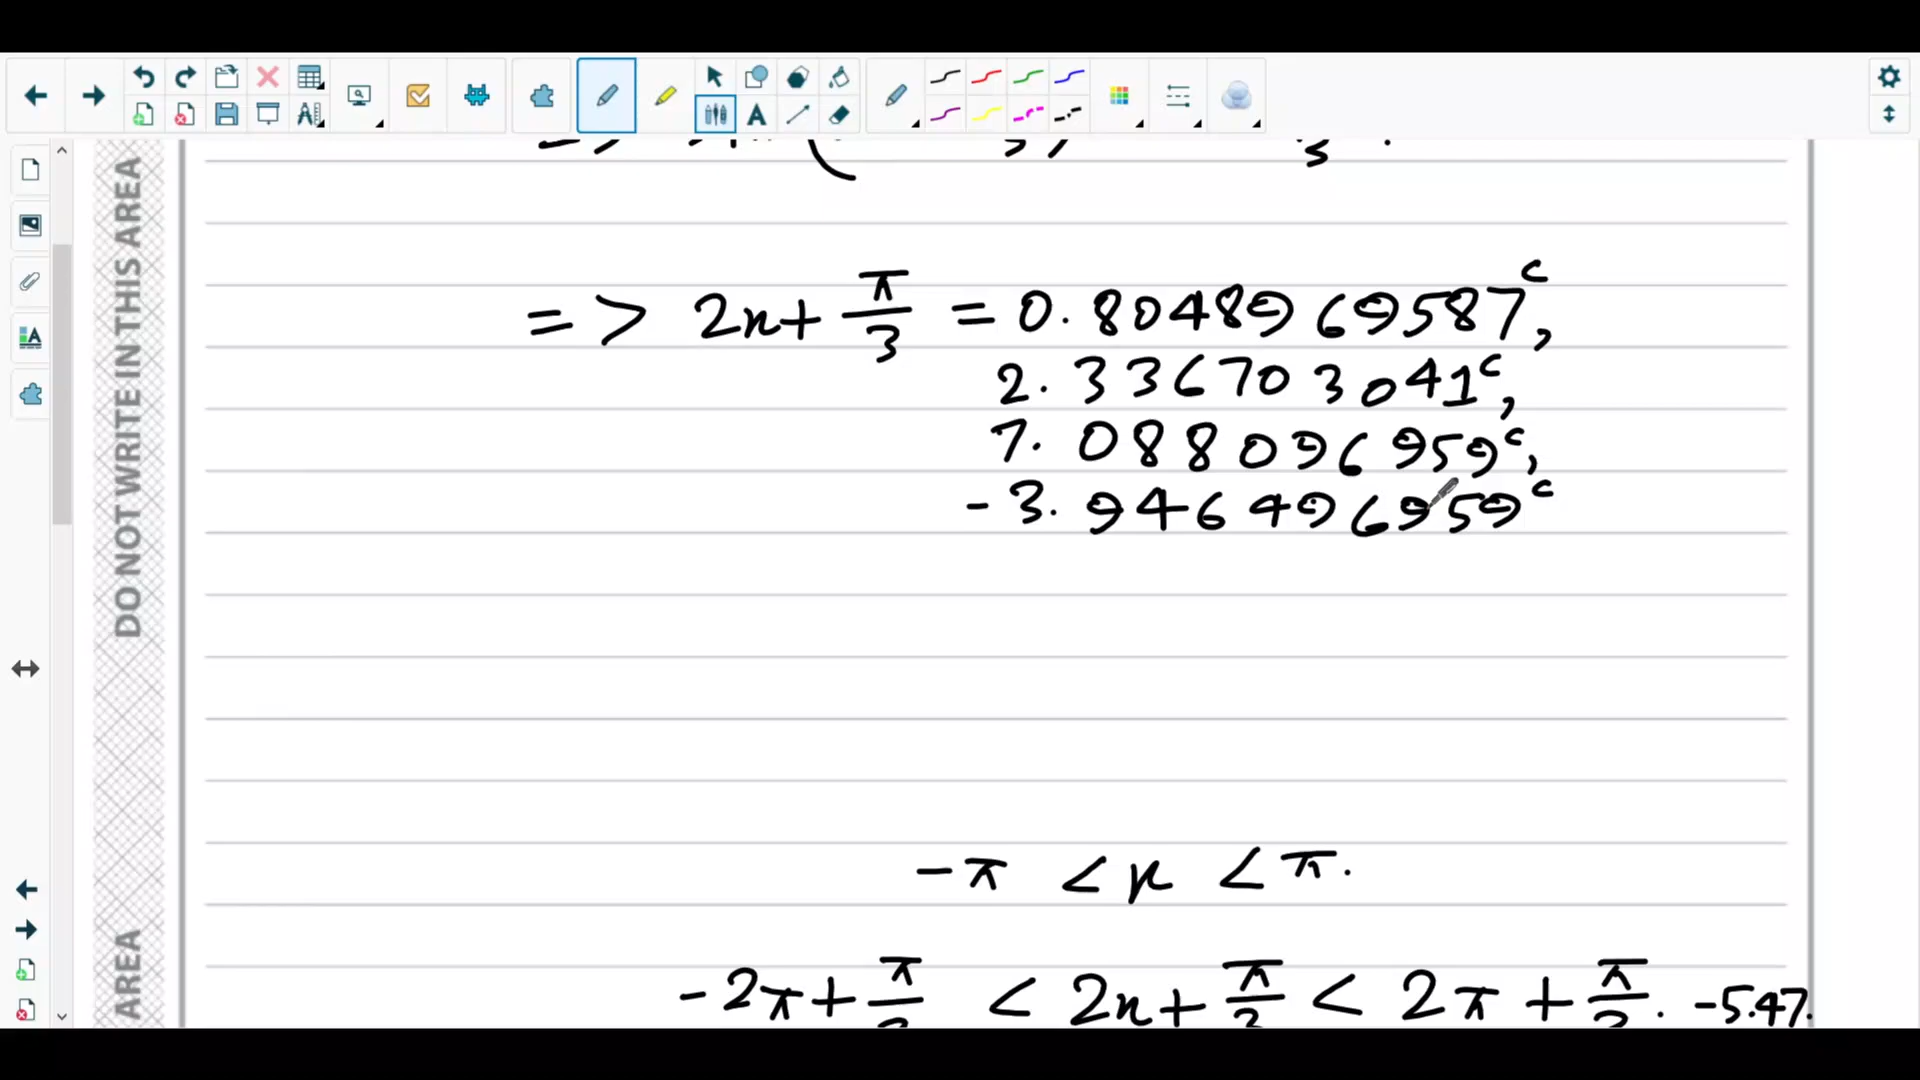 DO NOT WRITE IN THIS AREA
=> 2x + π/3 = 0.8048969587ᶜ,
2.336703041ᶜ,
7.088096959ᶜ,
-3.946496959ᶜ
-π < x < π.
AREA
-2π + π/3 < 2x + π/3 < 2π + π/3. -5.47.